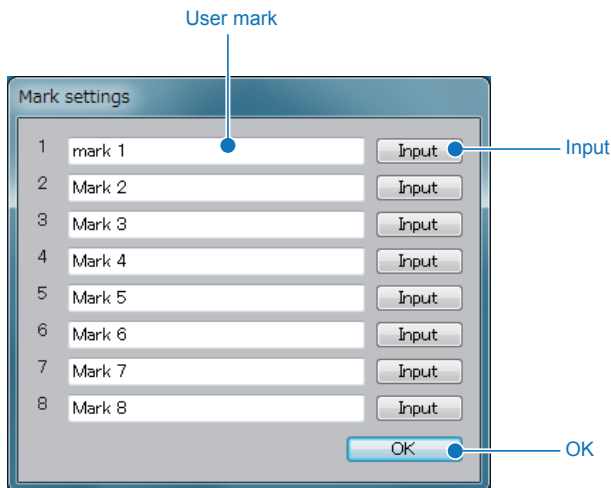 User mark
Mark settings
1 mark 1 Input Input
2 Mark 2 Input
3 Mark 3 Input
4 Mark 4 Input
5 Mark 5 Input
6 Mark 6 Input
7 Mark 7 Input
8 Mark 8 Input
OK OK